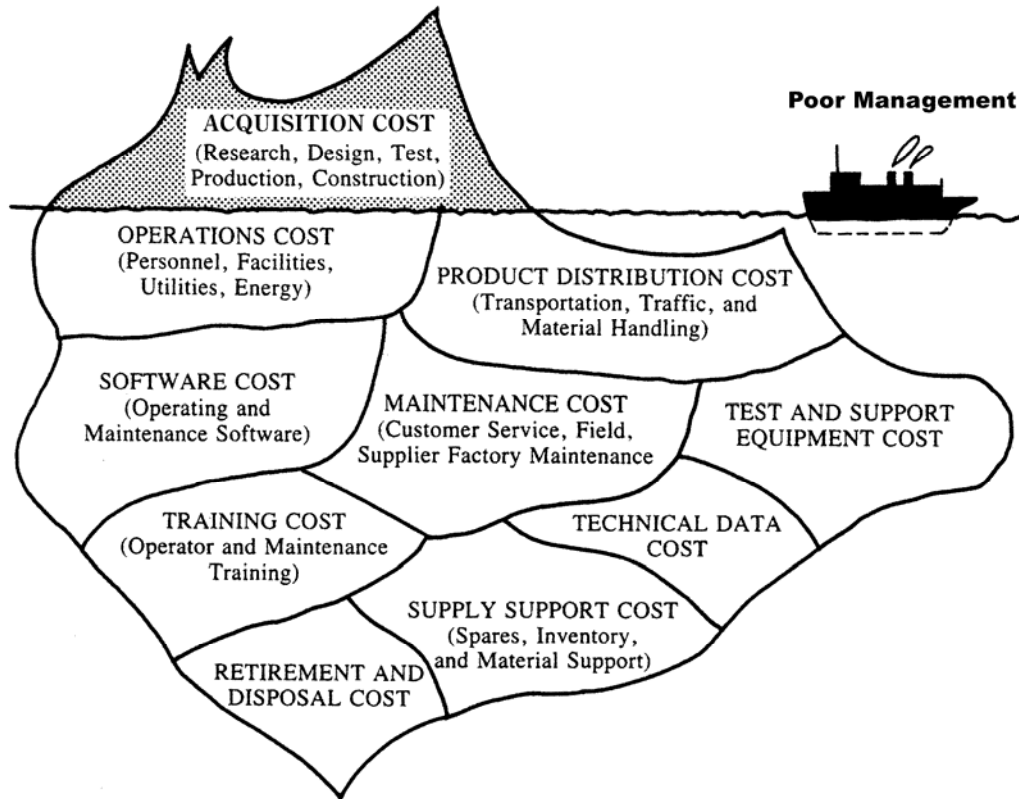 Poor Management
ACQUISITION COST
(Research, Design, Test,
Production, Construction)
OPERATIONS COST
(Personnel, Facilities,
Utilities, Energy)
PRODUCT DISTRIBUTION COST
(Transportation, Traffic, and
Material Handling)
SOFTWARE COST
(Operating and
Maintenance Software)
MAINTENANCE COST
(Customer Service, Field,
Supplier Factory Maintenance
TEST AND SUPPORT
EQUIPMENT COST
TRAINING COST
(Operator and Maintenance
Training)
TECHNICAL DATA
COST
SUPPLY SUPPORT COST
(Spares, Inventory,
and Material Support)
RETIREMENT AND
DISPOSAL COST